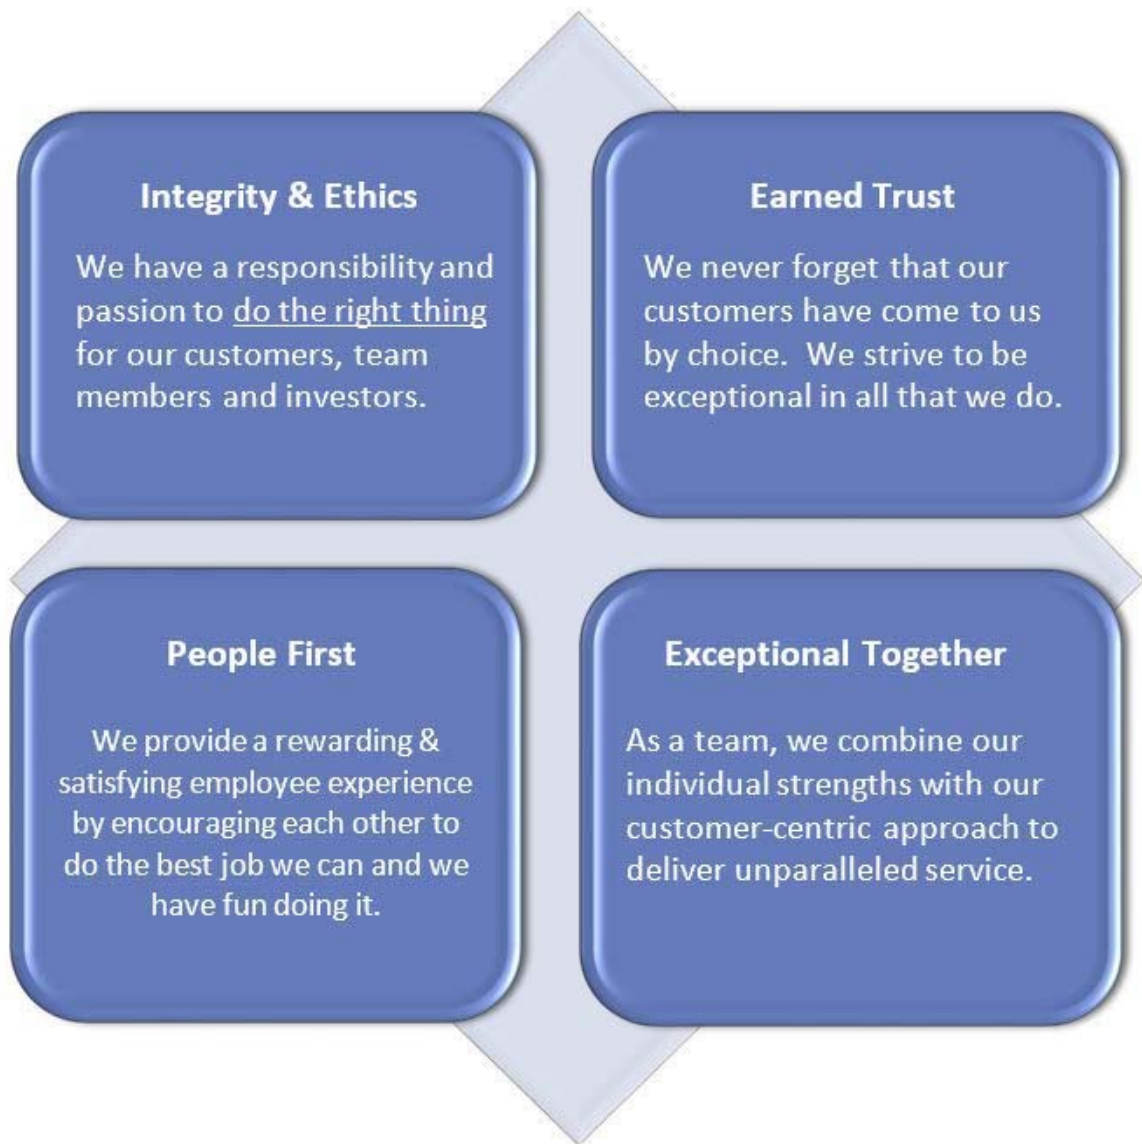 Integrity & Ethics
We have a responsibility and
passion to do the right thing
for our customers, team
members and investors.
Earned Trust
We never forget that our
customers have come to us
by choice.  We strive to be
exceptional in all that we do.
People First
We provide a rewarding &
satisfying employee experience
by encouraging each other to
do the best job we can and we
have fun doing it.
Exceptional Together
As a team, we combine our
individual strengths with our
customer-centric approach to
deliver unparalleled service.